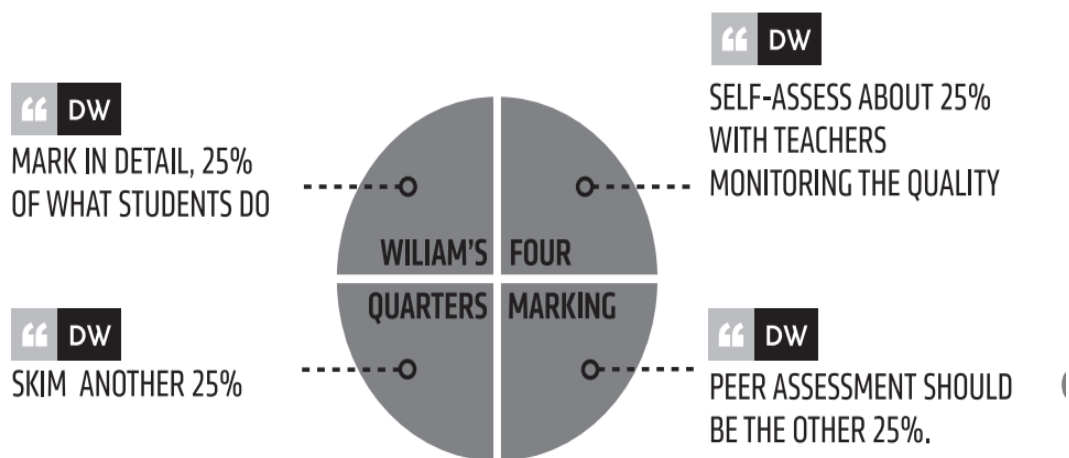 “ DW
MARK IN DETAIL, 25%
OF WHAT STUDENTS DO
“ DW
SELF-ASSESS ABOUT 25%
WITH TEACHERS
MONITORING THE QUALITY
WILIAM'S FOUR
QUARTERS MARKING
“ DW
SKIM ANOTHER 25%
“ DW
PEER ASSESSMENT SHOULD
BE THE OTHER 25%.